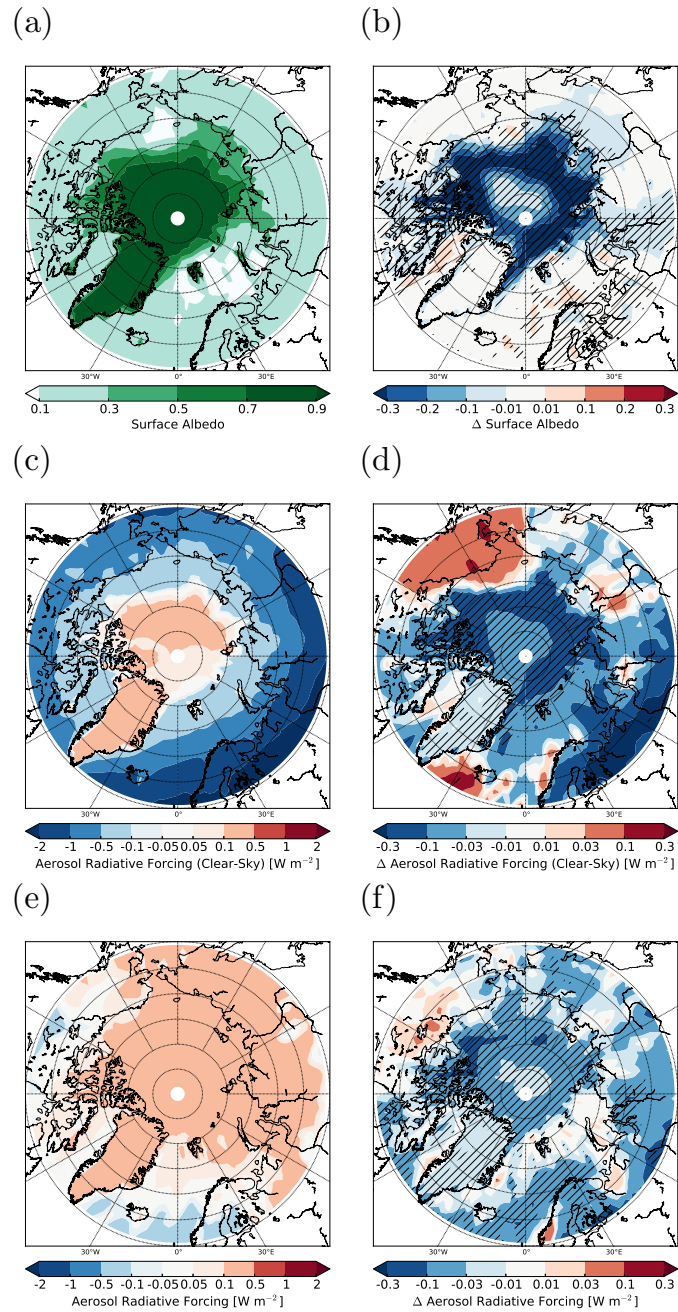 (a)
(b)
30°W 0° 30°E
30°W 0° 30°E
0.1 0.3 0.5 0.7 0.9
-0.3 -0.2 -0.1 -0.01 0.01 0.1 0.2 0.3
Surface Albedo
Δ Surface Albedo
(c)
(d)
30°W 0° 30°E
30°W 0° 30°E
-2 -1 -0.5 -0.1 -0.05 0.05 0.1 0.5 1 2
-0.3 -0.1 -0.03 -0.01 0.01 0.03 0.1 0.3
Aerosol Radiative Forcing (Clear-Sky) [W m⁻²]
Δ Aerosol Radiative Forcing (Clear-Sky) [W m⁻²]
(e)
(f)
30°W 0° 30°E
30°W 0° 30°E
-2 -1 -0.5 -0.1 -0.05 0.05 0.1 0.5 1 2
-0.3 -0.1 -0.03 -0.01 0.01 0.03 0.1 0.3
Aerosol Radiative Forcing [W m⁻²]
Δ Aerosol Radiative Forcing [W m⁻²]